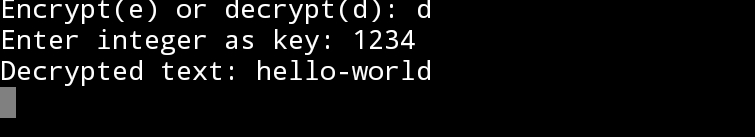 Encrypt(e) or decrypt(d): d
Enter integer as key: 1234
Decrypted text: hello-world